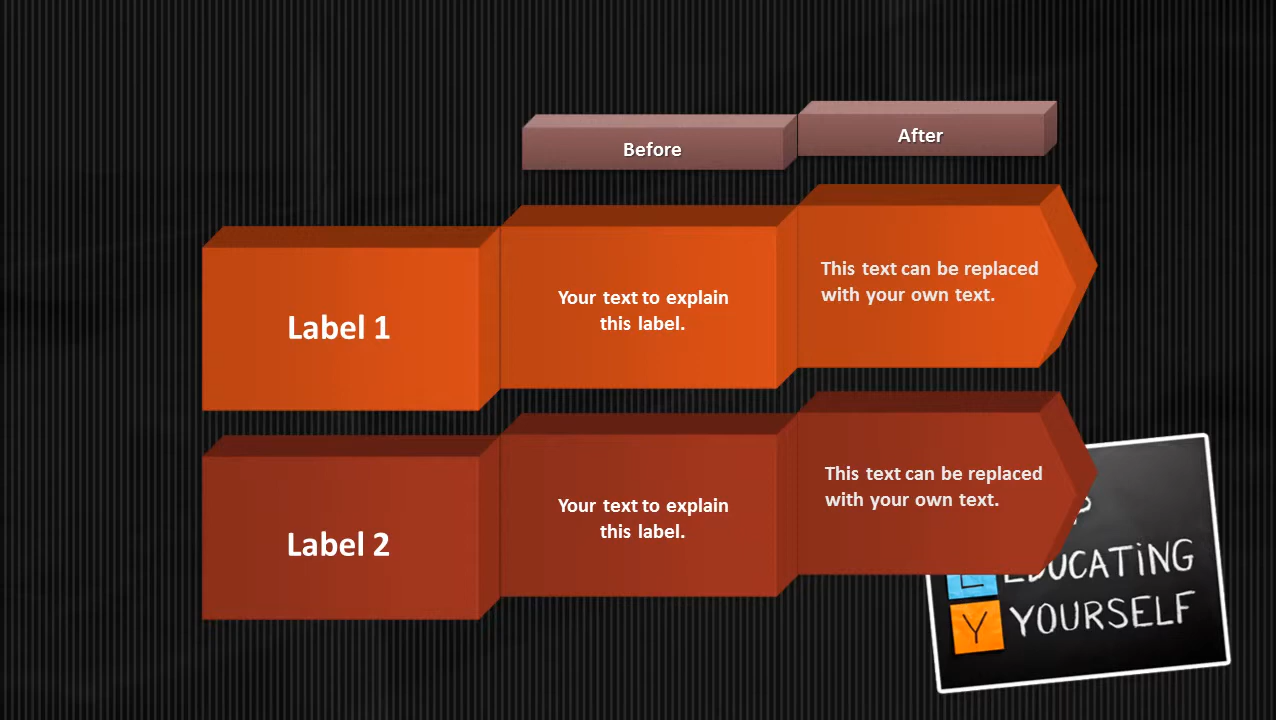 Before
After
Label 1
Your text to explain
this label.
This text can be replaced
with your own text.
Label 2
Your text to explain
this label.
This text can be replaced
with your own text.
EDUCATiNG
Y YOURSELF